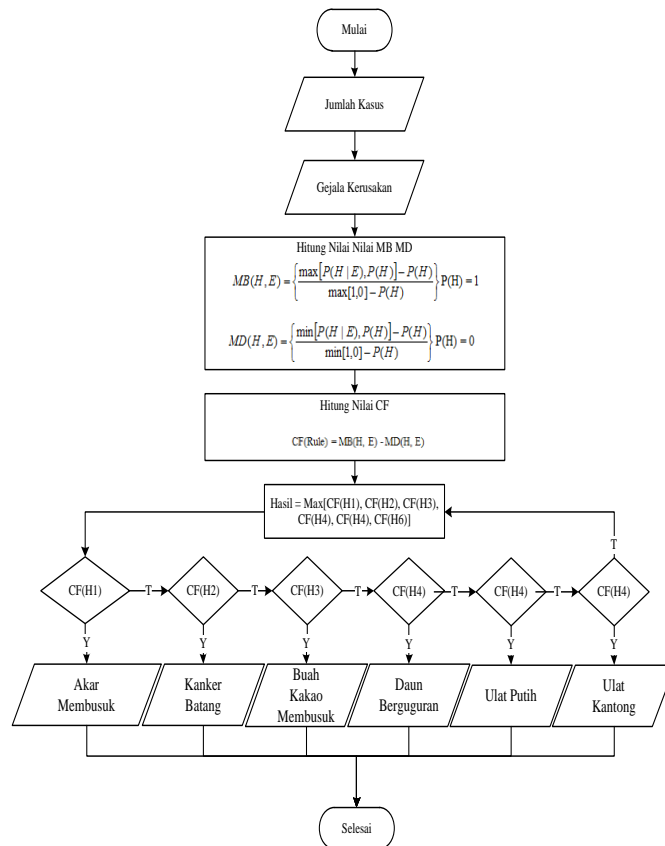 Mulai
Jumlah Kasus
Gejala Kerusakan
Hitung Nilai Nilai MB MD
MB(H, E) = {(max[P(H | E), P(H)] − P(H)) / (max[1,0] − P(H))} P(H) = 1
MD(H, E) = {(min[P(H | E), P(H)] − P(H)) / (min[1,0] − P(H))} P(H) = 0
Hitung Nilai CF
CF(Rule) = MB(H, E) - MD(H, E)
Hasil = Max[CF(H1), CF(H2), CF(H3),
CF(H4), CF(H4), CF(H6)]
T
CF(H1) T CF(H2) T CF(H3) T CF(H4) T CF(H4) T CF(H4)
Y Y Y Y Y Y
Akar
Membusuk
Kanker
Batang
Buah
Kakao
Membusuk
Daun
Berguguran
Ulat Putih
Ulat
Kantong
Selesai